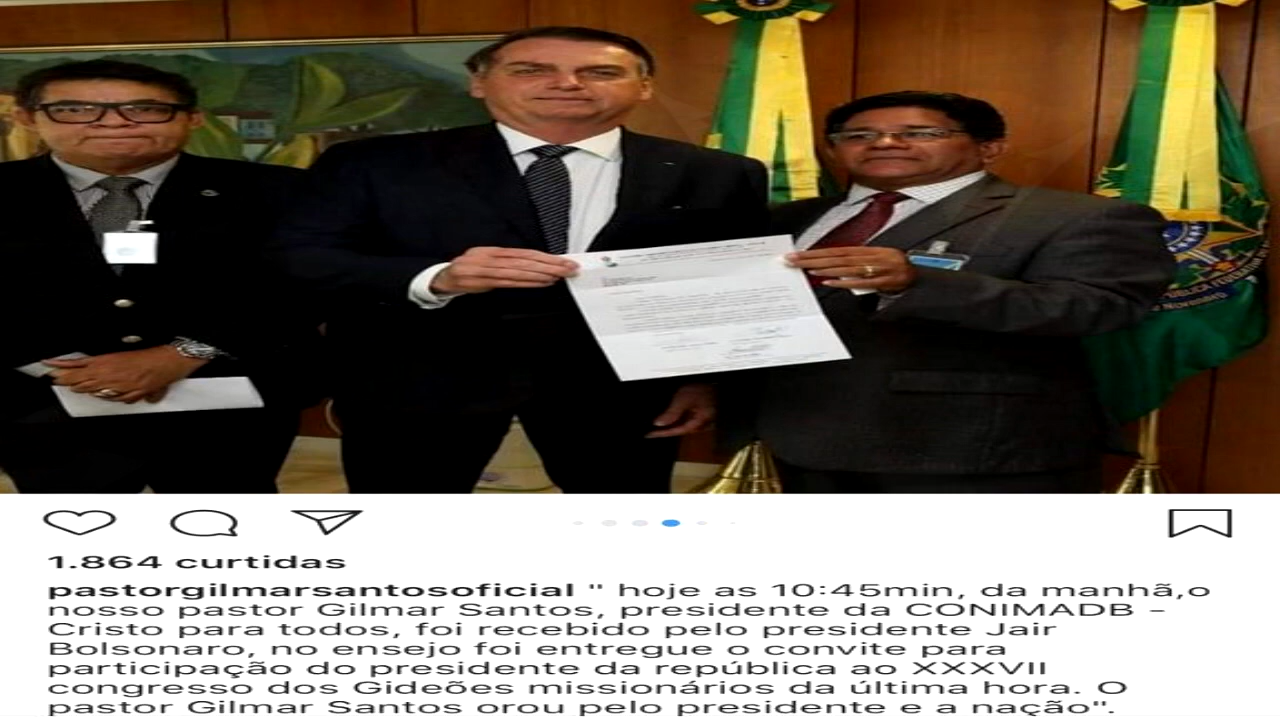 1.864 curtidas
pastorgilmarsantosoficial " hoje as 10:45min, da manhã,o
nosso pastor Gilmar Santos, presidente da CONIMADB -
Cristo para todos, foi recebido pelo presidente Jair
Bolsonaro, no ensejo foi entregue o convite para
participação do presidente da república ao XXXVII
congresso dos Gideões missionários da última hora. O
pastor Gilmar Santos orou pelo presidente e a nação".